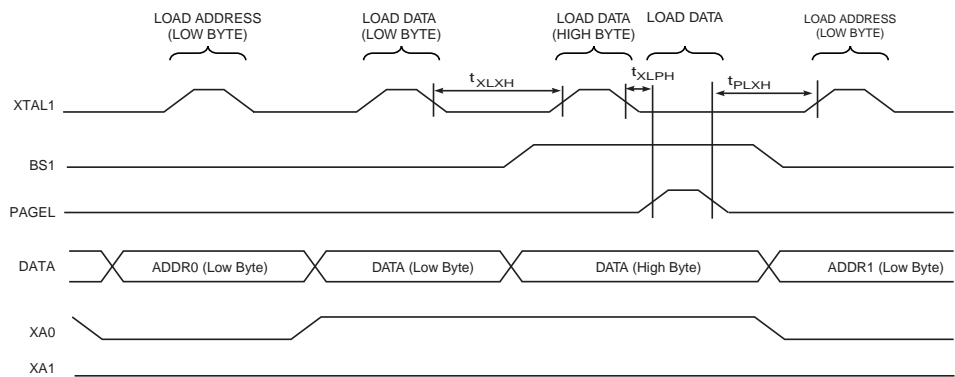 LOAD ADDRESS
(LOW BYTE)
LOAD DATA
(LOW BYTE)
LOAD DATA
(HIGH BYTE)
LOAD DATA
LOAD ADDRESS
(LOW BYTE)
tXLXH
tXLPH
tPLXH
XTAL1
BS1
PAGEL
DATA
ADDR0 (Low Byte)
DATA (Low Byte)
DATA (High Byte)
ADDR1 (Low Byte)
XA0
XA1